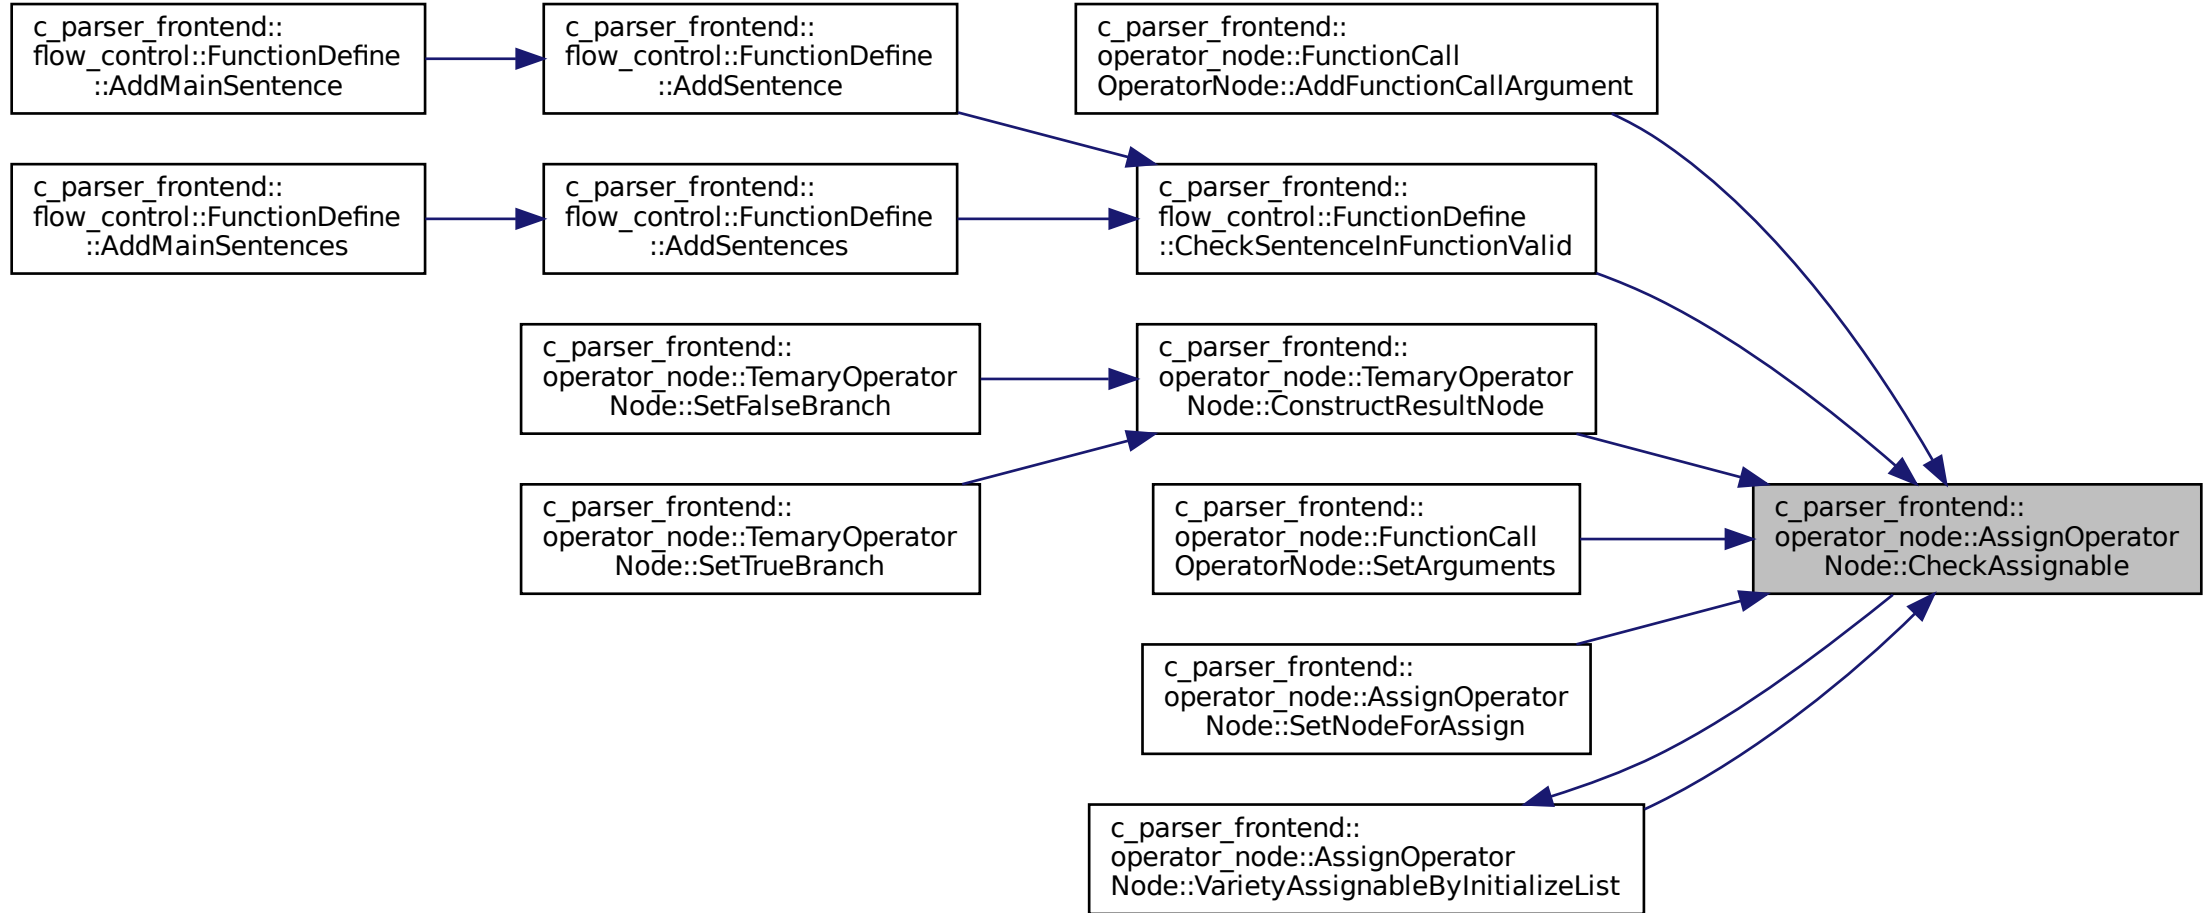 c_parser_frontend::
flow_control::FunctionDefine
::AddMainSentence
c_parser_frontend::
flow_control::FunctionDefine
::AddSentence
c_parser_frontend::
operator_node::FunctionCall
OperatorNode::AddFunctionCallArgument
c_parser_frontend::
flow_control::FunctionDefine
::AddMainSentences
c_parser_frontend::
flow_control::FunctionDefine
::AddSentences
c_parser_frontend::
flow_control::FunctionDefine
::CheckSentenceInFunctionValid
c_parser_frontend::
operator_node::TemaryOperator
Node::SetFalseBranch
c_parser_frontend::
operator_node::TemaryOperator
Node::ConstructResultNode
c_parser_frontend::
operator_node::TemaryOperator
Node::SetTrueBranch
c_parser_frontend::
operator_node::FunctionCall
OperatorNode::SetArguments
c_parser_frontend::
operator_node::AssignOperator
Node::CheckAssignable
c_parser_frontend::
operator_node::AssignOperator
Node::SetNodeForAssign
c_parser_frontend::
operator_node::AssignOperator
Node::VarietyAssignableByInitializeList